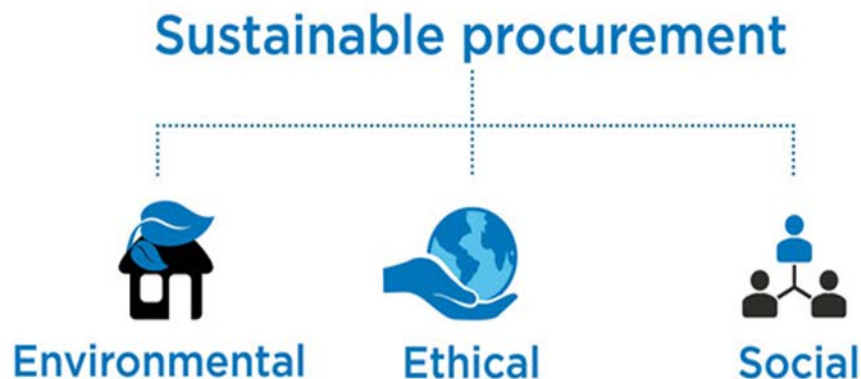 Sustainable procurement
Environmental
Ethical
Social